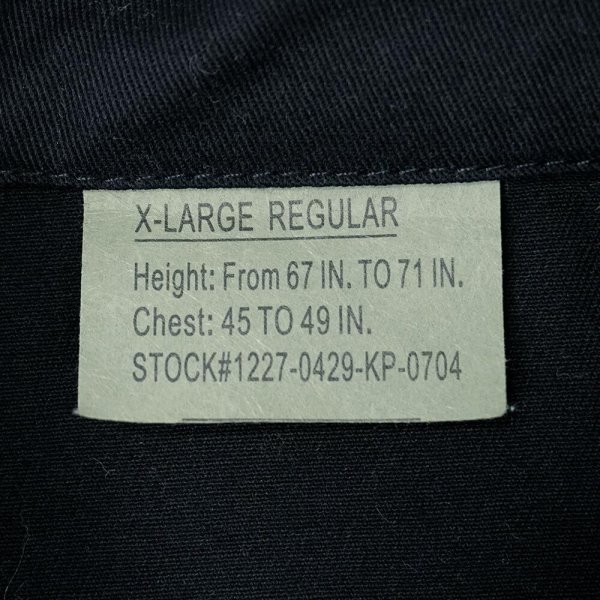 X-LARGE REGULAR
Height: From 67 IN. TO 71 IN.
Chest: 45 TO 49 IN.
STOCK#1227-0429-KP-0704